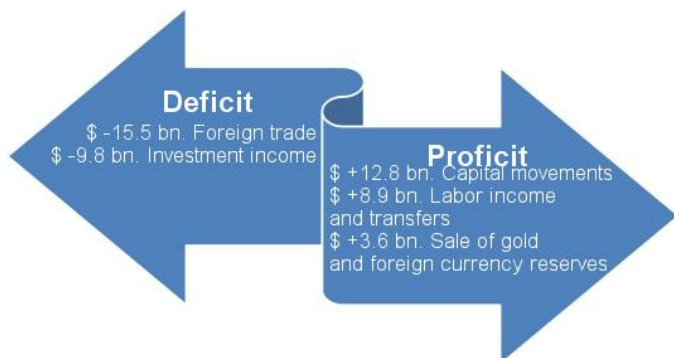 Deficit
$ -15.5 bn. Foreign trade
$ -9.8 bn. Investment income
Proficit
$ +12.8 bn. Capital movements
$ +8.9 bn. Labor income
and transfers
$ +3.6 bn. Sale of gold
and foreign currency reserves